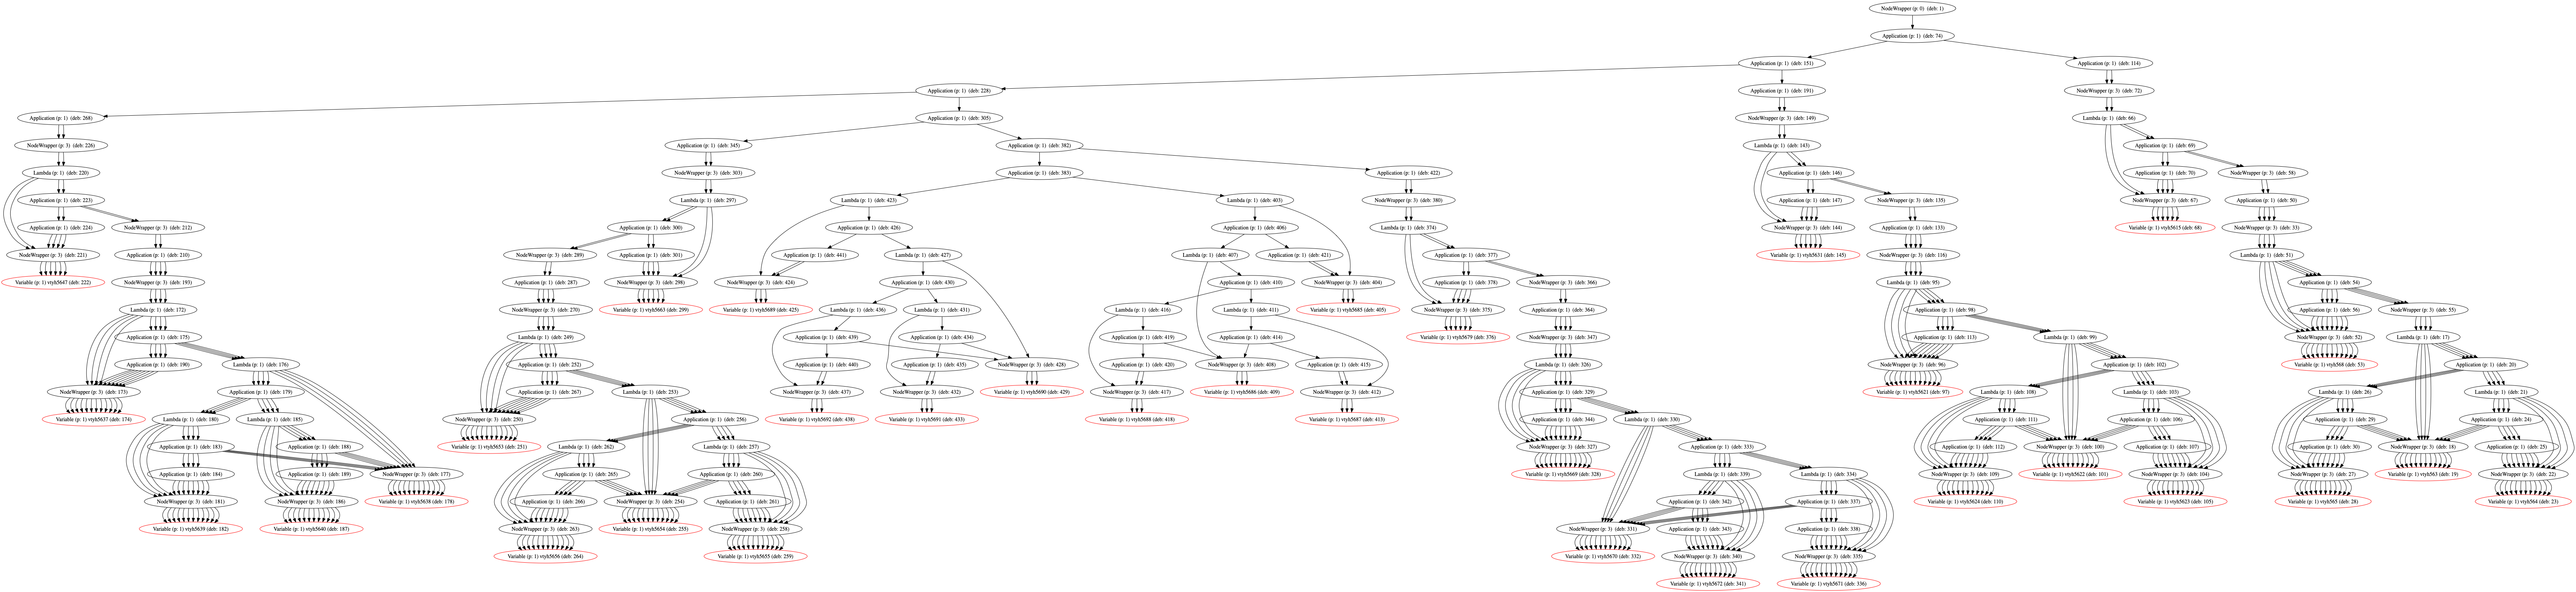 NodeWrapper (p: 0) (deb: 1)
Application (p: 1) (deb: 74)
Application (p: 1) (deb: 151)
Application (p: 1) (deb: 114)
Application (p: 1) (deb: 228)
Application (p: 1) (deb: 191)
NodeWrapper (p: 3) (deb: 72)
Application (p: 1) (deb: 268)
Application (p: 1) (deb: 305)
NodeWrapper (p: 3) (deb: 149)
Lambda (p: 1) (deb: 66)
NodeWrapper (p: 3) (deb: 226)
Application (p: 1) (deb: 345)
Application (p: 1) (deb: 382)
Lambda (p: 1) (deb: 143)
Application (p: 1) (deb: 69)
Lambda (p: 1) (deb: 220)
NodeWrapper (p: 3) (deb: 303)
Application (p: 1) (deb: 383)
Application (p: 1) (deb: 422)
Application (p: 1) (deb: 146)
Application (p: 1) (deb: 70)
NodeWrapper (p: 3) (deb: 58)
Application (p: 1) (deb: 223)
Lambda (p: 1) (deb: 297)
Lambda (p: 1) (deb: 423)
Lambda (p: 1) (deb: 403)
NodeWrapper (p: 3) (deb: 380)
Application (p: 1) (deb: 147)
NodeWrapper (p: 3) (deb: 135)
NodeWrapper (p: 3) (deb: 67)
Application (p: 1) (deb: 50)
Application (p: 1) (deb: 224)
NodeWrapper (p: 3) (deb: 212)
Application (p: 1) (deb: 300)
Application (p: 1) (deb: 426)
Application (p: 1) (deb: 406)
Lambda (p: 1) (deb: 374)
NodeWrapper (p: 3) (deb: 144)
Application (p: 1) (deb: 133)
Variable (p: 1) vtyh5615 (deb: 68)
NodeWrapper (p: 3) (deb: 33)
NodeWrapper (p: 3) (deb: 221)
Application (p: 1) (deb: 210)
NodeWrapper (p: 3) (deb: 289)
Application (p: 1) (deb: 301)
Application (p: 1) (deb: 441)
Lambda (p: 1) (deb: 427)
Lambda (p: 1) (deb: 407)
Application (p: 1) (deb: 421)
Application (p: 1) (deb: 377)
Variable (p: 1) vtyh5631 (deb: 145)
NodeWrapper (p: 3) (deb: 116)
Lambda (p: 1) (deb: 51)
Variable (p: 1) vtyh5647 (deb: 222)
NodeWrapper (p: 3) (deb: 193)
Application (p: 1) (deb: 287)
NodeWrapper (p: 3) (deb: 298)
NodeWrapper (p: 3) (deb: 424)
Application (p: 1) (deb: 430)
Application (p: 1) (deb: 410)
NodeWrapper (p: 3) (deb: 404)
Application (p: 1) (deb: 378)
NodeWrapper (p: 3) (deb: 366)
Lambda (p: 1) (deb: 95)
Application (p: 1) (deb: 54)
Lambda (p: 1) (deb: 172)
NodeWrapper (p: 3) (deb: 270)
Variable (p: 1) vtyh5663 (deb: 299)
Variable (p: 1) vtyh5689 (deb: 425)
Lambda (p: 1) (deb: 436)
Lambda (p: 1) (deb: 431)
Lambda (p: 1) (deb: 416)
Lambda (p: 1) (deb: 411)
Variable (p: 1) vtyh5685 (deb: 405)
NodeWrapper (p: 3) (deb: 375)
Application (p: 1) (deb: 364)
Application (p: 1) (deb: 98)
Application (p: 1) (deb: 56)
NodeWrapper (p: 3) (deb: 55)
Application (p: 1) (deb: 175)
Lambda (p: 1) (deb: 249)
Application (p: 1) (deb: 439)
Application (p: 1) (deb: 434)
Application (p: 1) (deb: 419)
Application (p: 1) (deb: 414)
Variable (p: 1) vtyh5679 (deb: 376)
NodeWrapper (p: 3) (deb: 347)
Application (p: 1) (deb: 113)
Lambda (p: 1) (deb: 99)
NodeWrapper (p: 3) (deb: 52)
Lambda (p: 1) (deb: 17)
Application (p: 1) (deb: 190)
Lambda (p: 1) (deb: 176)
Application (p: 1) (deb: 252)
Application (p: 1) (deb: 440)
Application (p: 1) (deb: 435)
NodeWrapper (p: 3) (deb: 428)
Application (p: 1) (deb: 420)
NodeWrapper (p: 3) (deb: 408)
Application (p: 1) (deb: 415)
Lambda (p: 1) (deb: 326)
NodeWrapper (p: 3) (deb: 96)
Application (p: 1) (deb: 102)
Variable (p: 1) vtyh568 (deb: 53)
Application (p: 1) (deb: 20)
NodeWrapper (p: 3) (deb: 173)
Application (p: 1) (deb: 179)
Application (p: 1) (deb: 267)
Lambda (p: 1) (deb: 253)
NodeWrapper (p: 3) (deb: 437)
NodeWrapper (p: 3) (deb: 432)
Variable (p: 1) vtyh5690 (deb: 429)
NodeWrapper (p: 3) (deb: 417)
Variable (p: 1) vtyh5686 (deb: 409)
NodeWrapper (p: 3) (deb: 412)
Application (p: 1) (deb: 329)
Variable (p: 1) vtyh5621 (deb: 97)
Lambda (p: 1) (deb: 108)
Lambda (p: 1) (deb: 103)
Lambda (p: 1) (deb: 26)
Lambda (p: 1) (deb: 21)
Variable (p: 1) vtyh5637 (deb: 174)
Lambda (p: 1) (deb: 180)
Lambda (p: 1) (deb: 185)
NodeWrapper (p: 3) (deb: 250)
Application (p: 1) (deb: 256)
Variable (p: 1) vtyh5692 (deb: 438)
Variable (p: 1) vtyh5691 (deb: 433)
Variable (p: 1) vtyh5688 (deb: 418)
Variable (p: 1) vtyh5687 (deb: 413)
Application (p: 1) (deb: 344)
Lambda (p: 1) (deb: 330)
Application (p: 1) (deb: 111)
Application (p: 1) (deb: 106)
Application (p: 1) (deb: 29)
Application (p: 1) (deb: 24)
Application (p: 1) (deb: 183)
Application (p: 1) (deb: 188)
Variable (p: 1) vtyh5653 (deb: 251)
Lambda (p: 1) (deb: 262)
Lambda (p: 1) (deb: 257)
NodeWrapper (p: 3) (deb: 327)
Application (p: 1) (deb: 333)
Application (p: 1) (deb: 112)
NodeWrapper (p: 3) (deb: 100)
Application (p: 1) (deb: 107)
Application (p: 1) (deb: 30)
NodeWrapper (p: 3) (deb: 18)
Application (p: 1) (deb: 25)
Application (p: 1) (deb: 184)
Application (p: 1) (deb: 189)
NodeWrapper (p: 3) (deb: 177)
Application (p: 1) (deb: 265)
Application (p: 1) (deb: 260)
Variable (p: 1) vtyh5669 (deb: 328)
Lambda (p: 1) (deb: 339)
Lambda (p: 1) (deb: 334)
NodeWrapper (p: 3) (deb: 109)
Variable (p: 1) vtyh5622 (deb: 101)
NodeWrapper (p: 3) (deb: 104)
NodeWrapper (p: 3) (deb: 27)
Variable (p: 1) vtyh563 (deb: 19)
NodeWrapper (p: 3) (deb: 22)
NodeWrapper (p: 3) (deb: 181)
NodeWrapper (p: 3) (deb: 186)
Variable (p: 1) vtyh5638 (deb: 178)
Application (p: 1) (deb: 266)
NodeWrapper (p: 3) (deb: 254)
Application (p: 1) (deb: 261)
Application (p: 1) (deb: 342)
Application (p: 1) (deb: 337)
Variable (p: 1) vtyh5624 (deb: 110)
Variable (p: 1) vtyh5623 (deb: 105)
Variable (p: 1) vtyh565 (deb: 28)
Variable (p: 1) vtyh564 (deb: 23)
Variable (p: 1) vtyh5639 (deb: 182)
Variable (p: 1) vtyh5640 (deb: 187)
NodeWrapper (p: 3) (deb: 263)
Variable (p: 1) vtyh5654 (deb: 255)
NodeWrapper (p: 3) (deb: 258)
NodeWrapper (p: 3) (deb: 331)
Application (p: 1) (deb: 343)
Application (p: 1) (deb: 338)
Variable (p: 1) vtyh5656 (deb: 264)
Variable (p: 1) vtyh5655 (deb: 259)
Variable (p: 1) vtyh5670 (deb: 332)
NodeWrapper (p: 3) (deb: 340)
NodeWrapper (p: 3) (deb: 335)
Variable (p: 1) vtyh5672 (deb: 341)
Variable (p: 1) vtyh5671 (deb: 336)